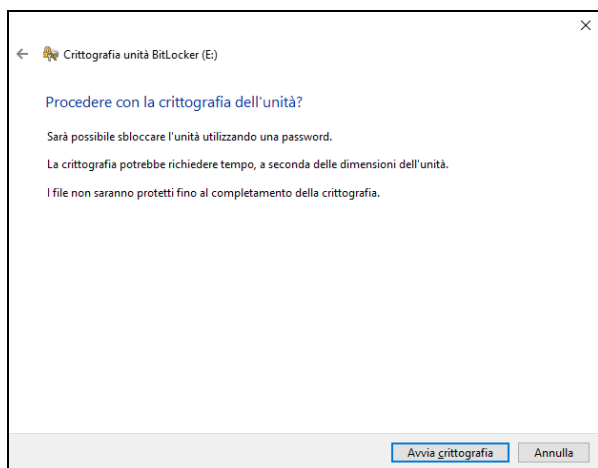 Crittografia unità BitLocker (E:)
Procedere con la crittografia dell'unità?
Sarà possibile sbloccare l'unità utilizzando una password.
La crittografia potrebbe richiedere tempo, a seconda delle dimensioni dell'unità.
I file non saranno protetti fino al completamento della crittografia.
Avvia crittografia
Annulla